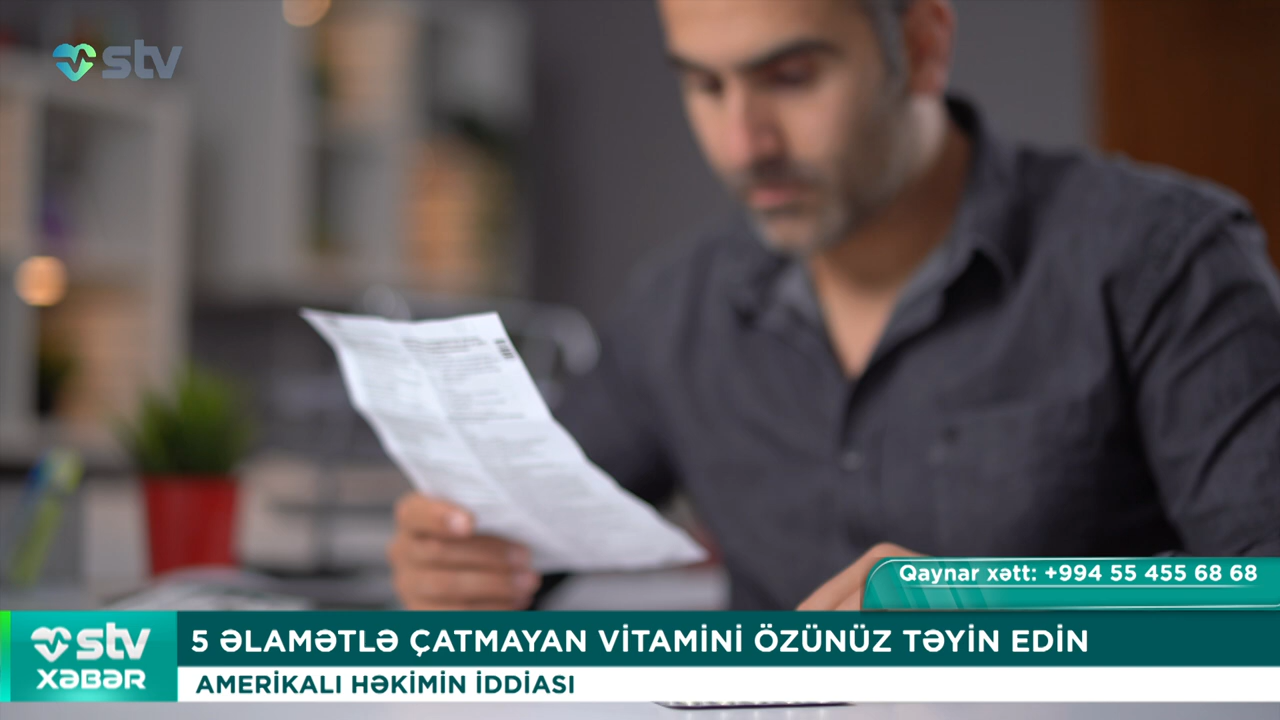 stv
Qaynar xətt: +994 55 455 68 68
stv
XƏBƏR
5 ƏLAMƏTLƏ ÇATMAYAN VİTAMİNİ ÖZÜNÜZ TƏYİN EDİN
AMERİKALI HƏKİMİN İDDİASI